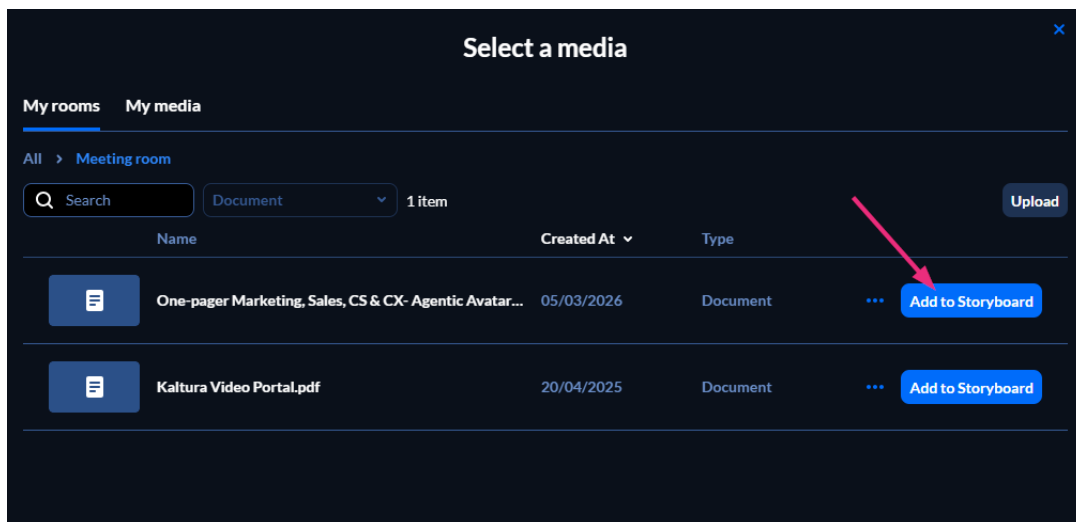 Select a media
My rooms My media
All > Meeting room
Search Document 1 item Upload
Name Created At Type
One-pager Marketing, Sales, CS & CX- Agentic Avatar... 05/03/2026 Document ••• Add to Storyboard
Kaltura Video Portal.pdf 20/04/2025 Document ••• Add to Storyboard